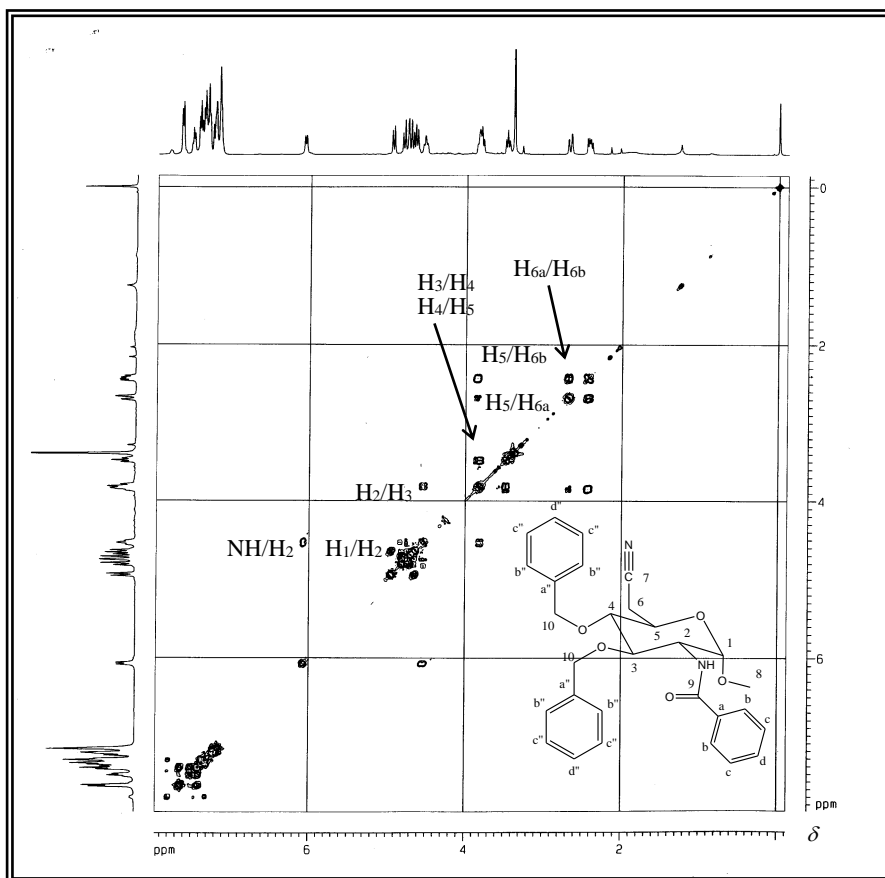 0
H6a/H6b
H3/H4
H4/H5
2
H5/H6b
H5/H6a
H2/H3
4
NH/H2
H1/H2
d"
c"
c"
b"
b"
a"
N
C
7
6
4
O
10
O
5
2
1
3
NH
O
8
10
O
9
O
a"
b"
b"
c"
c"
d"
a
b
b
c
c
d
6
ppm
ppm
6
4
2
δ